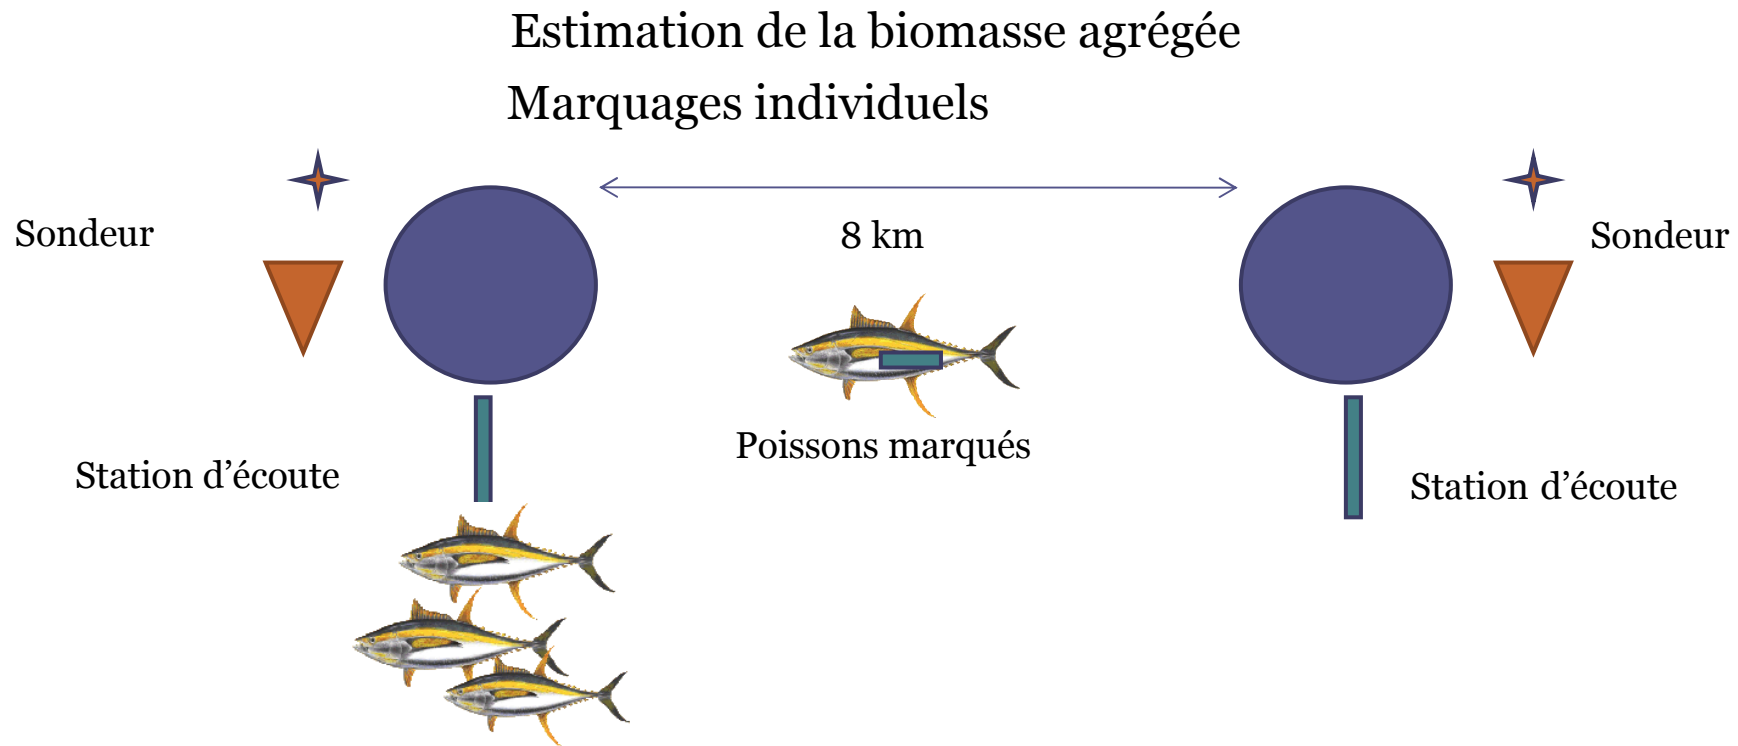 Estimation de la biomasse agrégée
Marquages individuels
Sondeur
8 km
Sondeur
Poissons marqués
Station d’écoute
Station d’écoute